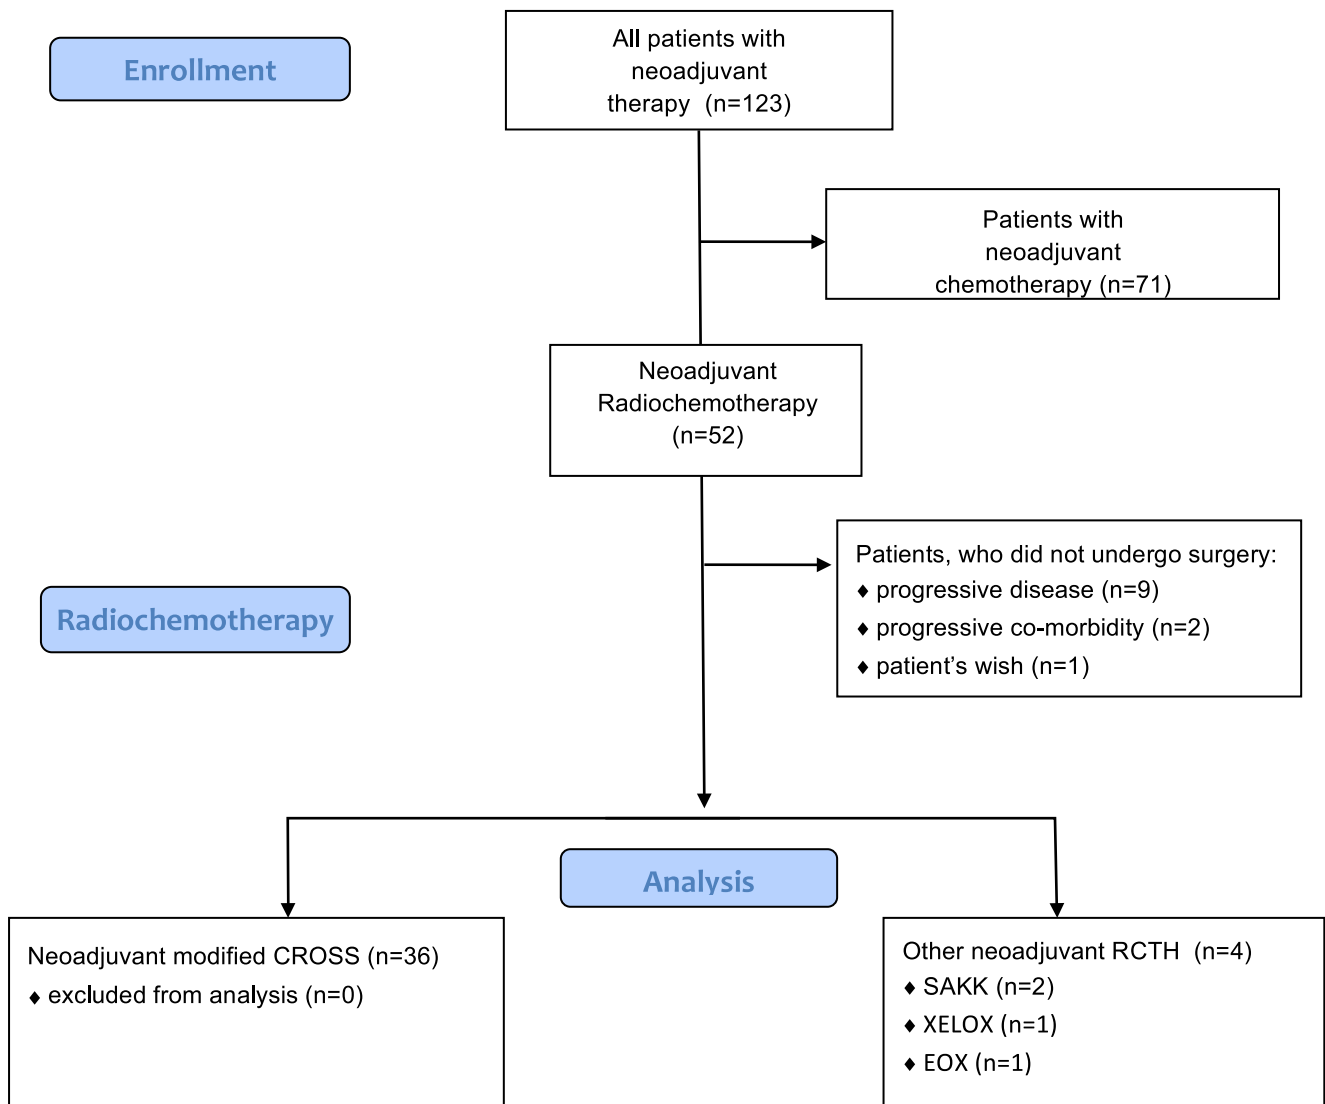 Enrollment
All patients with
neoadjuvant
therapy (n=123)
Patients with
neoadjuvant
chemotherapy (n=71)
Neoadjuvant
Radiochemotherapy
(n=52)
Patients, who did not undergo surgery:
♦ progressive disease (n=9)
♦ progressive co-morbidity (n=2)
♦ patient’s wish (n=1)
Radiochemotherapy
Analysis
Neoadjuvant modified CROSS (n=36)
♦ excluded from analysis (n=0)
Other neoadjuvant RCTH (n=4)
♦ SAKK (n=2)
♦ XELOX (n=1)
♦ EOX (n=1)